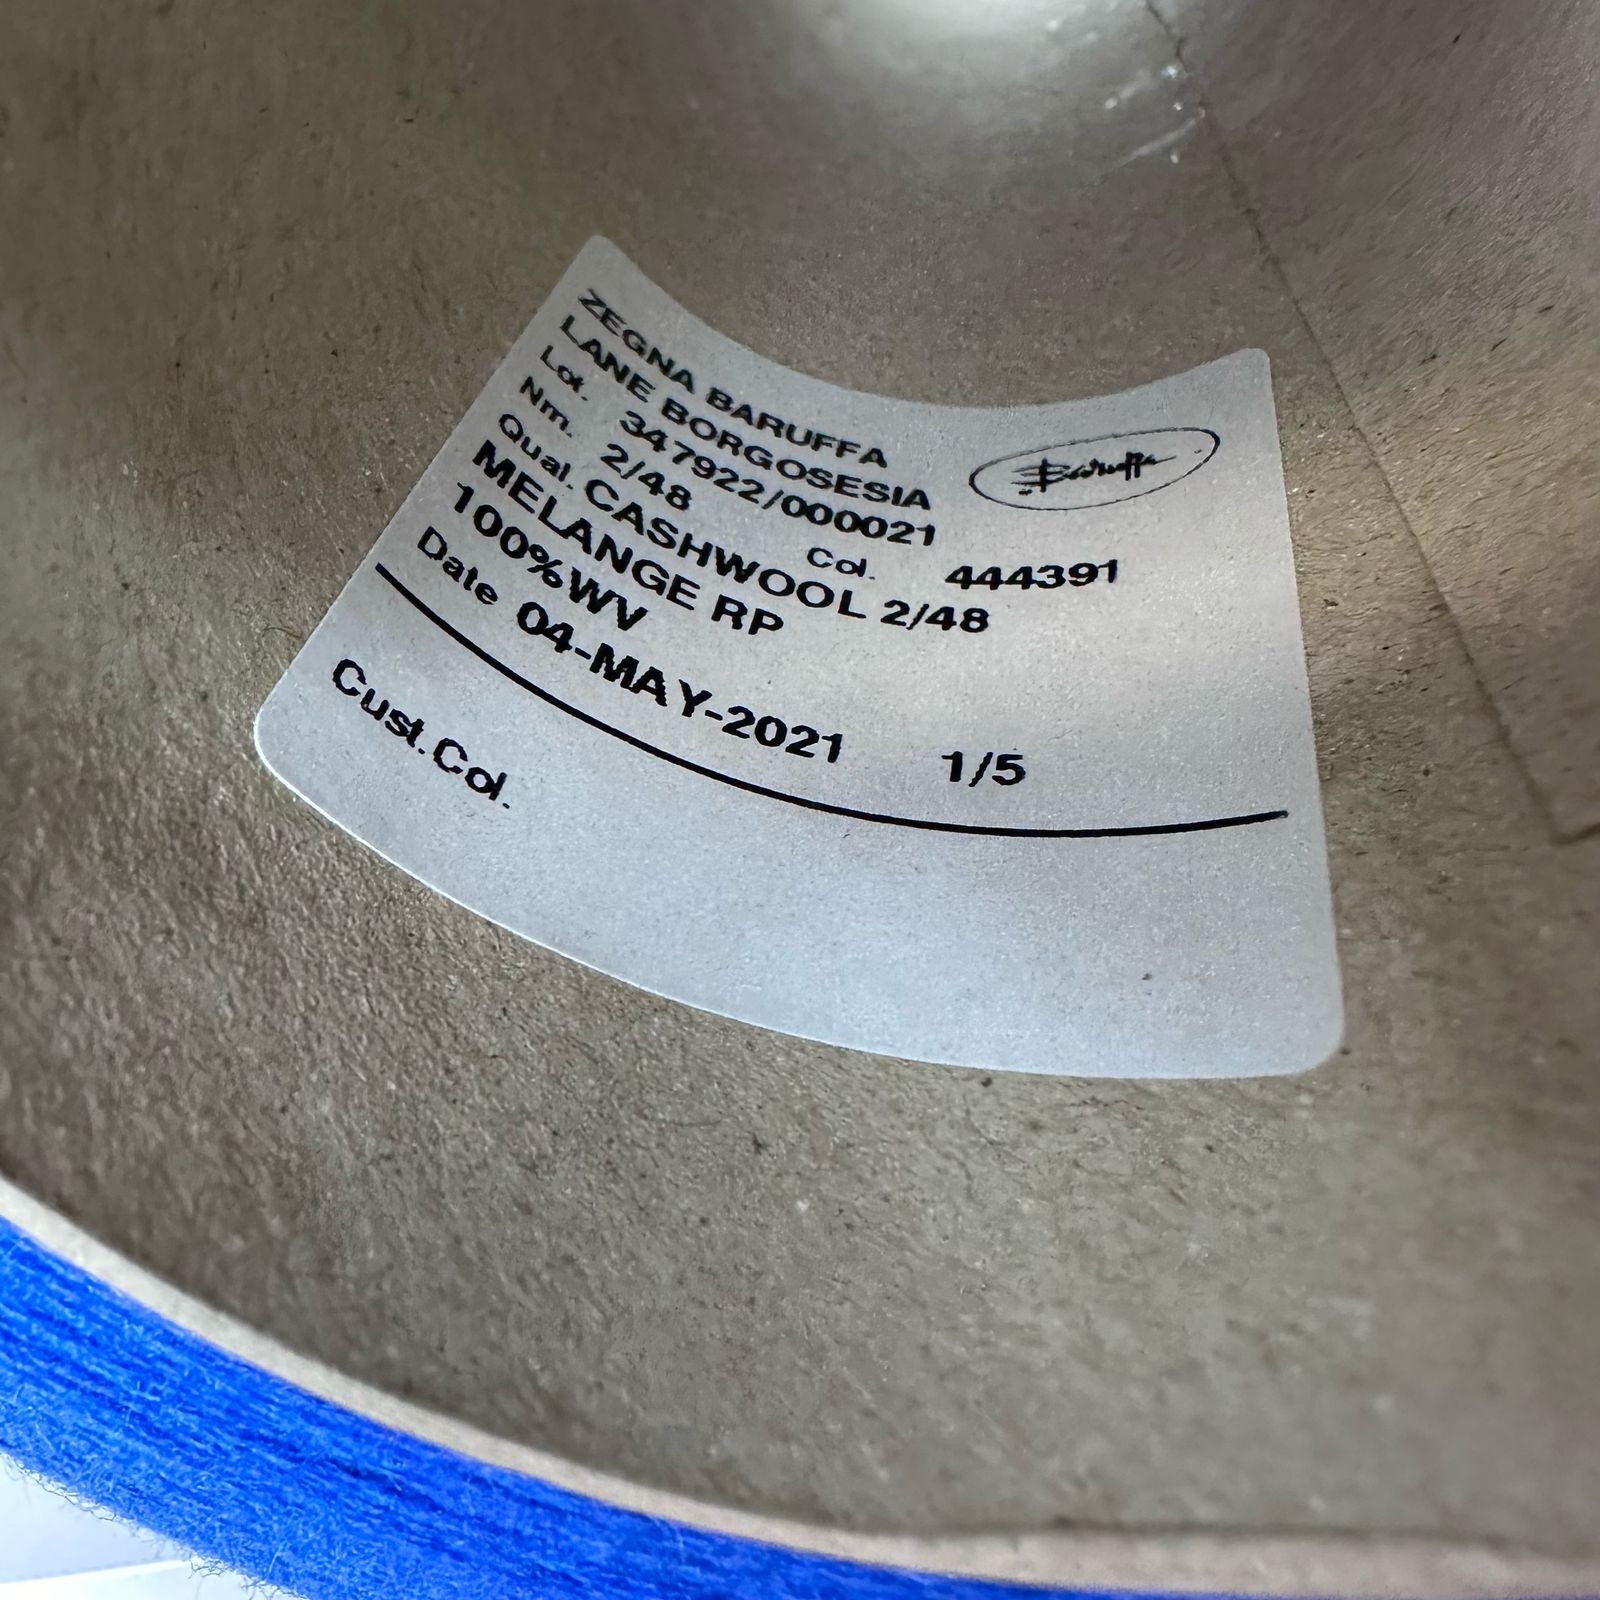 ZEGNA BARUFFA
LANE BORGOSESIA
Baruffa
Lot. 347922/000021
Nm. 2/48 Col. 444391
Qual. CASHWOOL 2/48
MELANGE RP
100%WV
Date 04-MAY-2021 1/5
Cust.Col.